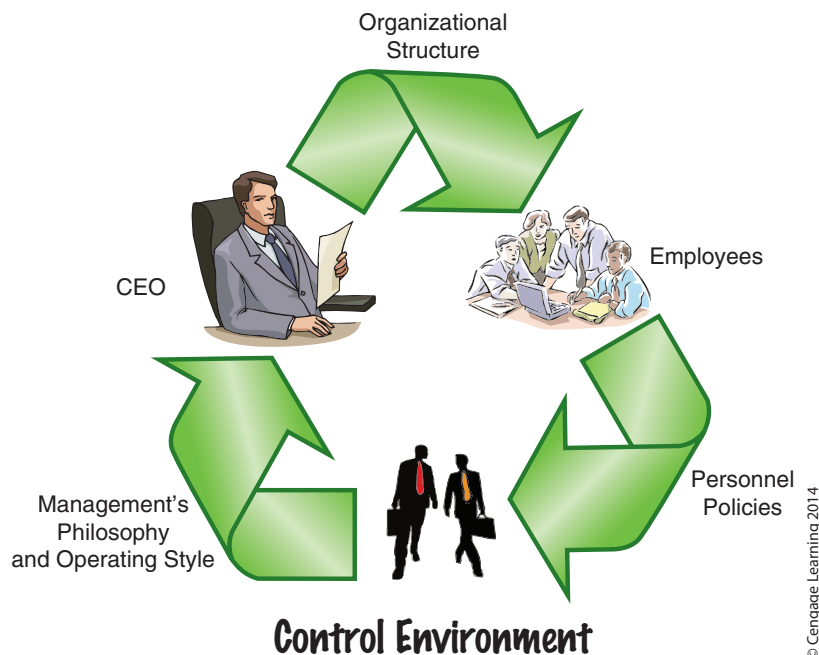 Organizational
Structure
CEO
Employees
Management's
Philosophy
and Operating Style
Personnel
Policies
Control Environment
© Cengage Learning 2014